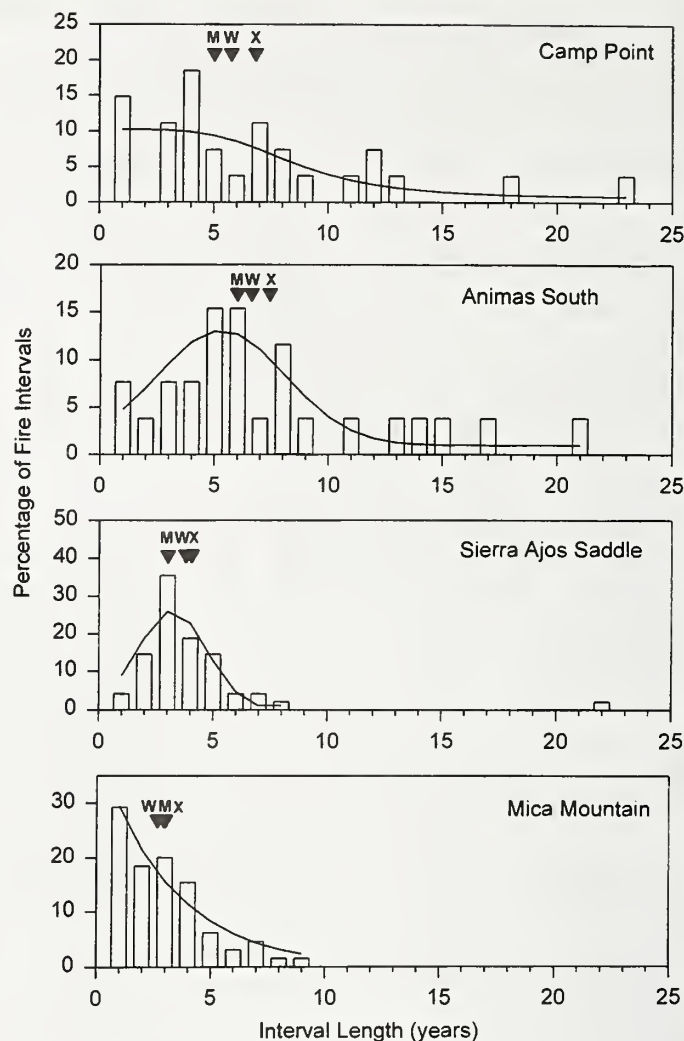 25
20
15
10
5
0
M W X
Camp Point
0 5 10 15 20 25
20
15
10
5
0
M W X
Animas South
0 5 10 15 20 25
50
40
30
20
10
0
M W X
Sierra Ajos Saddle
0 5 10 15 20 25
30
20
10
0
W M X
Mica Mountain
0 5 10 15 20 25
Percentage of Fire Intervals
Interval Length (years)